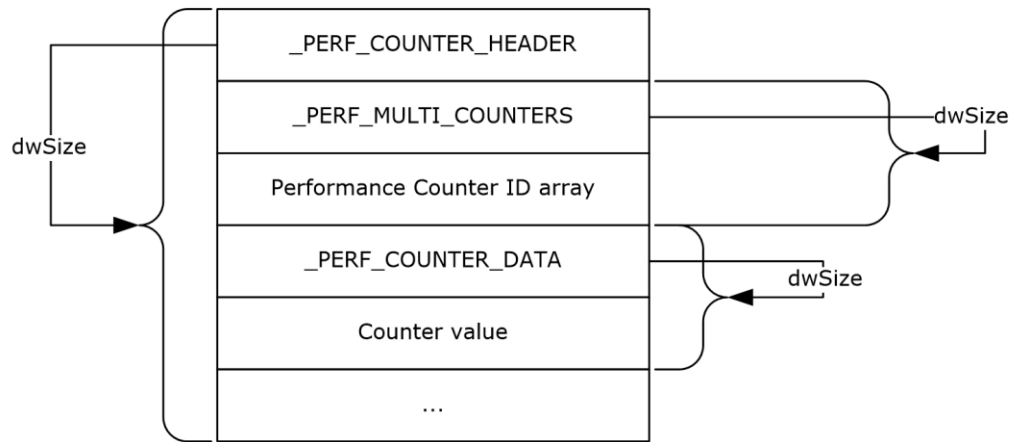 _PERF_COUNTER_HEADER
_PERF_MULTI_COUNTERS
dwSize
dwSize
Performance Counter ID array
_PERF_COUNTER_DATA
dwSize
Counter value
...